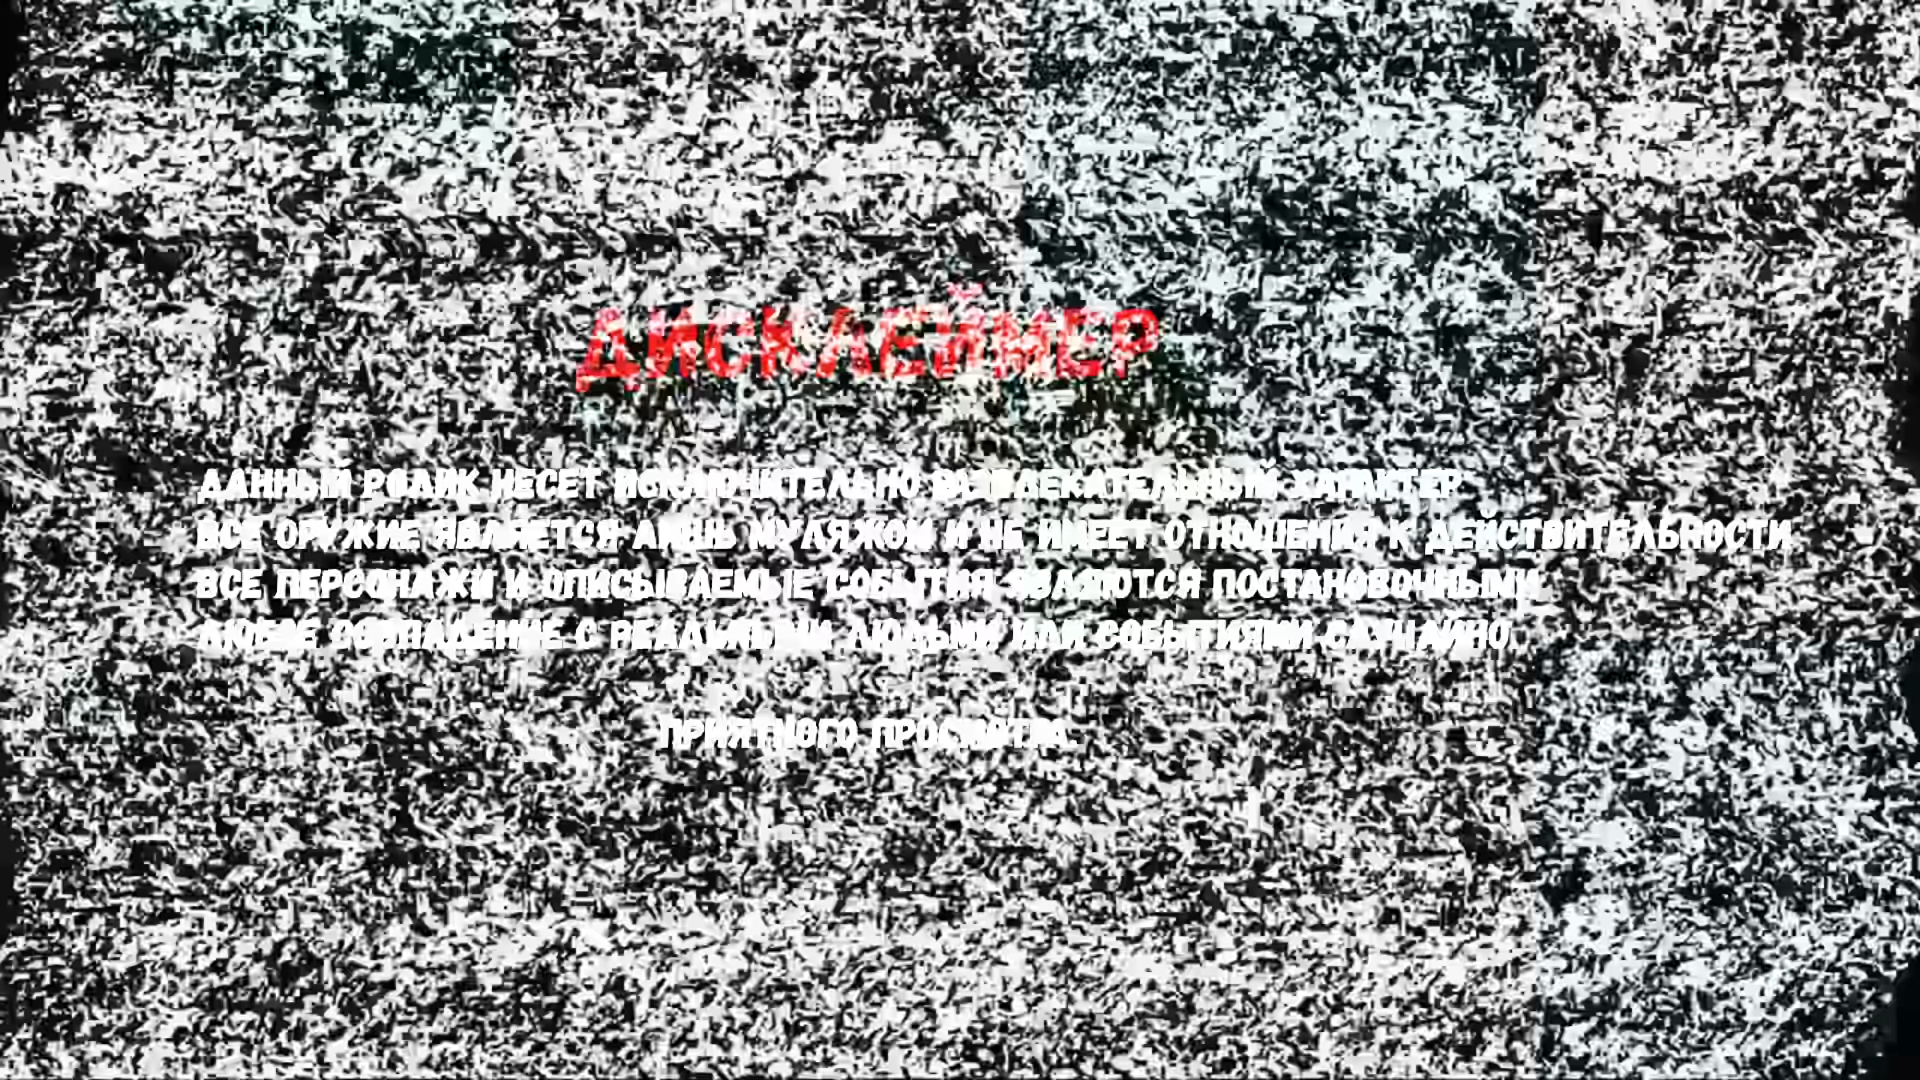 ДИСКЛЕЙМЕР
ДАННЫЙ РОЛИК НЕСЕТ ИСКЛЮЧИТЕЛЬНО РАЗВЛЕКАТЕЛЬНЫЙ ХАРАКТЕР
ВСЕ ОРУЖИЕ ЯВЛЯЕТСЯ ЛИШЬ МУЛЯЖОМ И НЕ ИМЕЕТ ОТНОШЕНИЯ К ДЕЙСТВИТЕЛЬНОСТИ
ВСЕ ПЕРСОНАЖИ И ОПИСЫВАЕМЫЕ СОБЫТИЯ ЯВЛЯЮТСЯ ПОСТАНОВОЧНЫМИ
ЛЮБОЕ СОВПАДЕНИЕ С РЕАЛЬНЫМИ ЛЮДЬМИ ИЛИ СОБЫТИЯМИ СЛУЧАЙНО.
ПРИЯТНОГО ПРОСМОТРА.